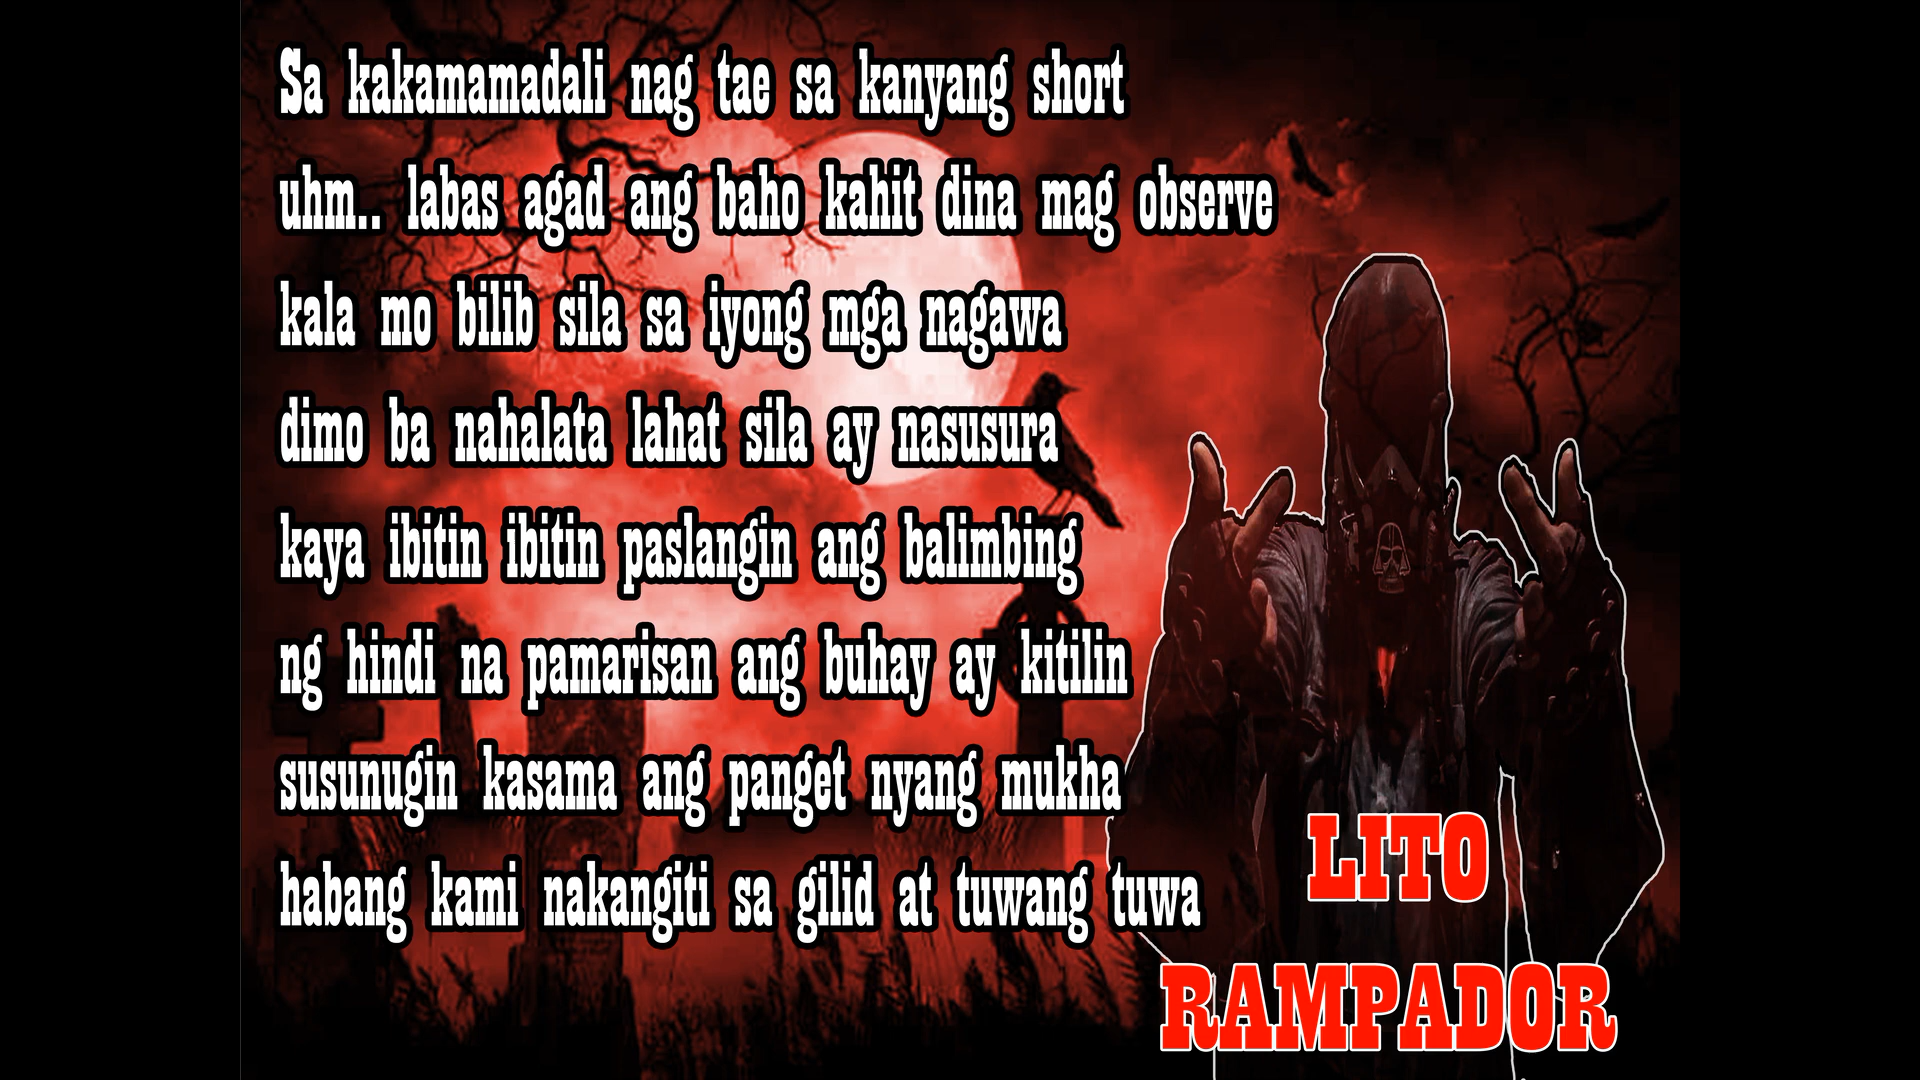 Sa kakamamadali nag tae sa kanyang short
uhm.. labas agad ang baho kahit dina mag observe
kala mo bilib sila sa iyong mga nagawa
dimo ba nahalata lahat sila ay nasusura
kaya ibitin ibitin paslangin ang balimbing
ng hindi na pamarisan ang buhay ay kitilin
susunugin kasama ang panget nyang mukha
habang kami nakangiti sa gilid at tuwang tuwa
LITO
RAMPADOR